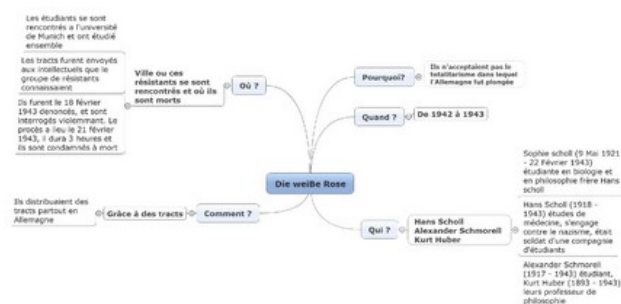 Les étudiants se sont
rencontrés a l'université
de Munich et ont étudié
ensemble
Les tracts furent envoyés
aux intellectuels que le
groupe de résistants
connaissaient
Ils furent le 18 février
1943 denoncés, et sont
interrogés violemmant. Le
procès a lieu le 21 février
1943, il dura 3 heures et
ils sont condamnés à mort
Ville ou ces
résistants se sont
rencontrés et où ils
sont morts
Où ?
Pourquoi?
Ils n'acceptaient pas le
totalitarisme dans lequel
l'Allemagne fut plongée
Quand ?
De 1942 à 1943
Die weiBe Rose
Ils distribuaient des
tracts partout en
Allemagne
Grâce à des tracts
Comment ?
Qui ?
Hans Scholl
Alexander Schmorell
Kurt Huber
Sophie scholl (9 Mai 1921
- 22 Février 1943)
étudiante en biologie et
en philosophie frère Hans
scholl
Hans Scholl (1918 -
1943) études de
médecine, s'engage
contre le nazisme, était
soldat d'une compagnie
d'étudiants
Alexander Schmorell
(1917 - 1943) étudiant,
Kurt Huber (1893 - 1943)
leurs professeur de
philosophie